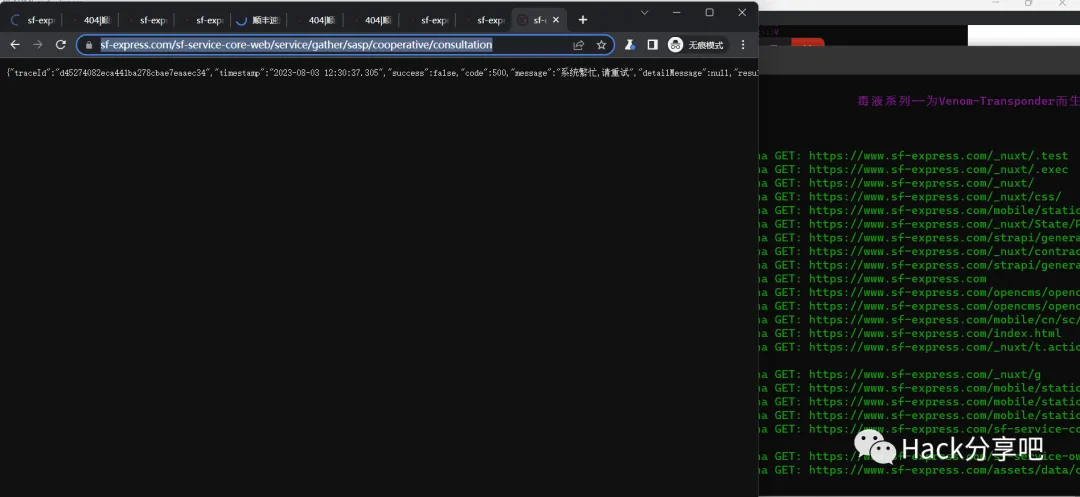 sf-exp
404|顺
sf-exp
sf-exp
顺丰速
404|顺
404|顺
sf-exp
sf-exp
sf-e
sf-express.com/sf-service-core-web/service/gather/sasp/cooperative/consultation
无痕模式
{"traceId":"d45274082eca441ba278cbae7eaaec34","timestamp":"2023-08-03 12:30:37.305","success":false,"code":500,"message":"系统繁忙,请重试","detailMessage":null,"resu
毒液系列--为Venom-Transponder而生
na GET: https://www.sf-express.com/_nuxt/.test
na GET: https://www.sf-express.com/_nuxt/.exec
na GET: https://www.sf-express.com/_nuxt/
na GET: https://www.sf-express.com/_nuxt/css/
na GET: https://www.sf-express.com/mobile/static
na GET: https://www.sf-express.com/_nuxt/State/P
na GET: https://www.sf-express.com/strapi/genera
na GET: https://www.sf-express.com/_nuxt/contrac
na GET: https://www.sf-express.com/strapi/genera
na GET: https://www.sf-express.com
na GET: https://www.sf-express.com/opencms/openc
na GET: https://www.sf-express.com/opencms/openc
na GET: https://www.sf-express.com/mobile/cn/sc/
na GET: https://www.sf-express.com/index.html
na GET: https://www.sf-express.com/_nuxt/t.actio
na GET: https://www.sf-express.com/_nuxt/g
na GET: https://www.sf-express.com/mobile/static
na GET: https://www.sf-express.com/mobile/static
na GET: https://www.sf-express.com/mobile/static
na GET: https://www.sf-express.com/sf-service-co
na GET: https://www.sf-express.com/sf-service-ow
na GET: https://www.sf-express.com/assets/data/c
Hack分享吧